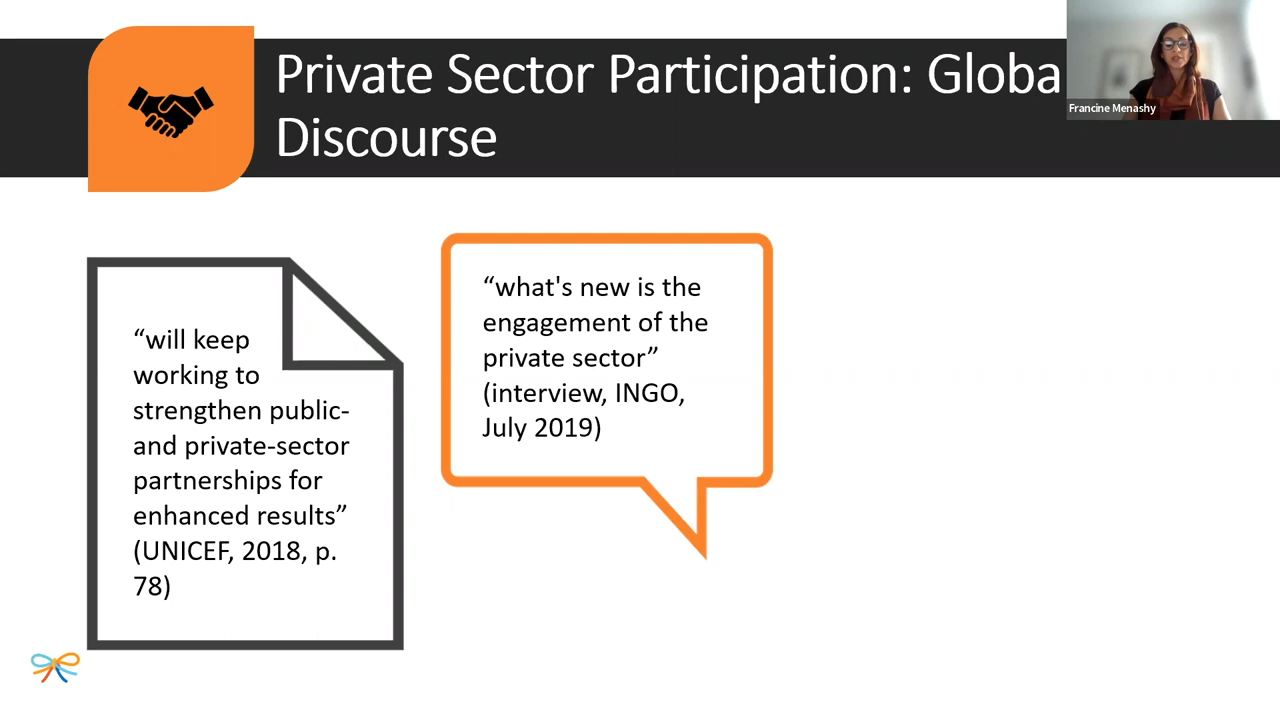 Private Sector Participation: Globa
Discourse
Francine Menashy
“will keep
working to
strengthen public-
and private-sector
partnerships for
enhanced results”
(UNICEF, 2018, p.
78)
“what's new is the
engagement of the
private sector”
(interview, INGO,
July 2019)